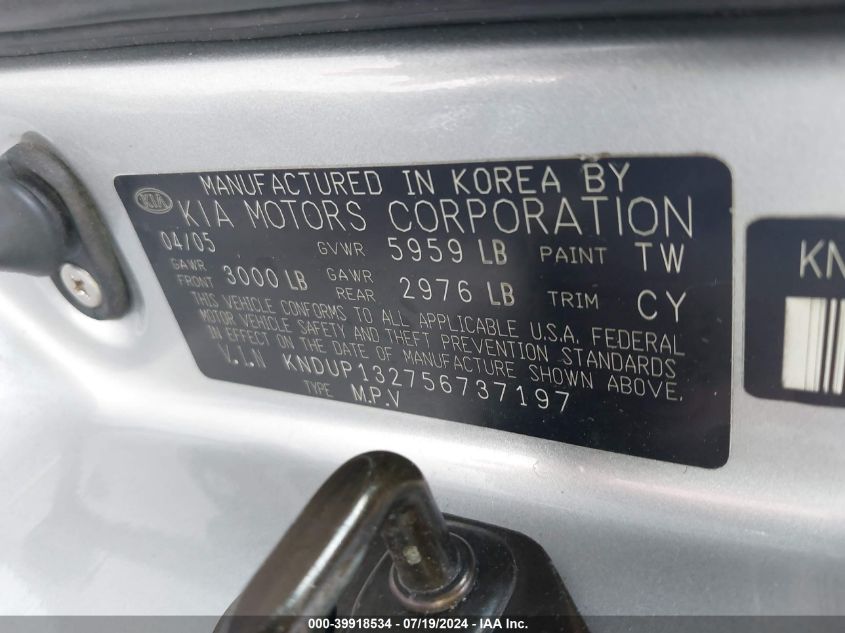 KIA
MANUFACTURED IN KOREA BY
KIA MOTORS CORPORATION
04/05 GVWR 5959 LB PAINT TW
GAWR FRONT 3000 LB GAWR REAR 2976 LB TRIM CY
THIS VEHICLE CONFORMS TO ALL APPLICABLE U.S.A. FEDERAL
MOTOR VEHICLE SAFETY AND THEFT PREVENTION STANDARDS
IN EFFECT ON THE DATE OF MANUFACTURE SHOWN ABOVE.
V.I.N KNDUP132756737197
TYPE M.P.V
KN
000-39918534 - 07/19/2024 - IAA, Inc.